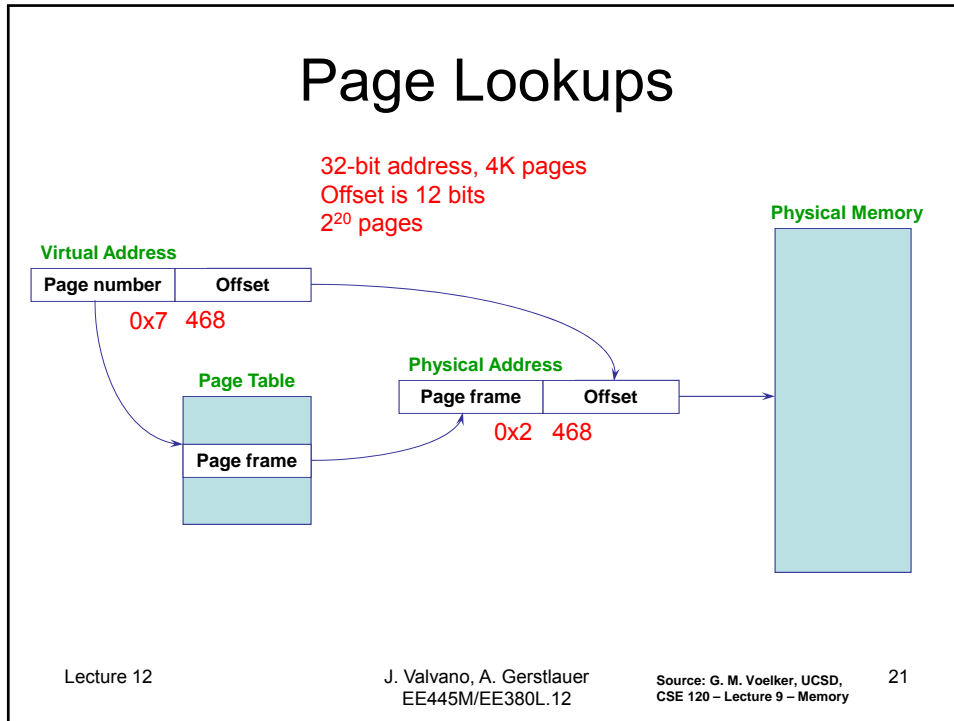 Page Lookups
32-bit address, 4K pages
Offset is 12 bits
2²⁰ pages
Physical Memory
Virtual Address
Page number Offset
0x7 468
Page Table
Physical Address
Page frame Offset
0x2 468
Page frame
Lecture 12
J. Valvano, A. Gerstlauer
EE445M/EE380L.12
Source: G. M. Voelker, UCSD,
CSE 120 – Lecture 9 – Memory
21